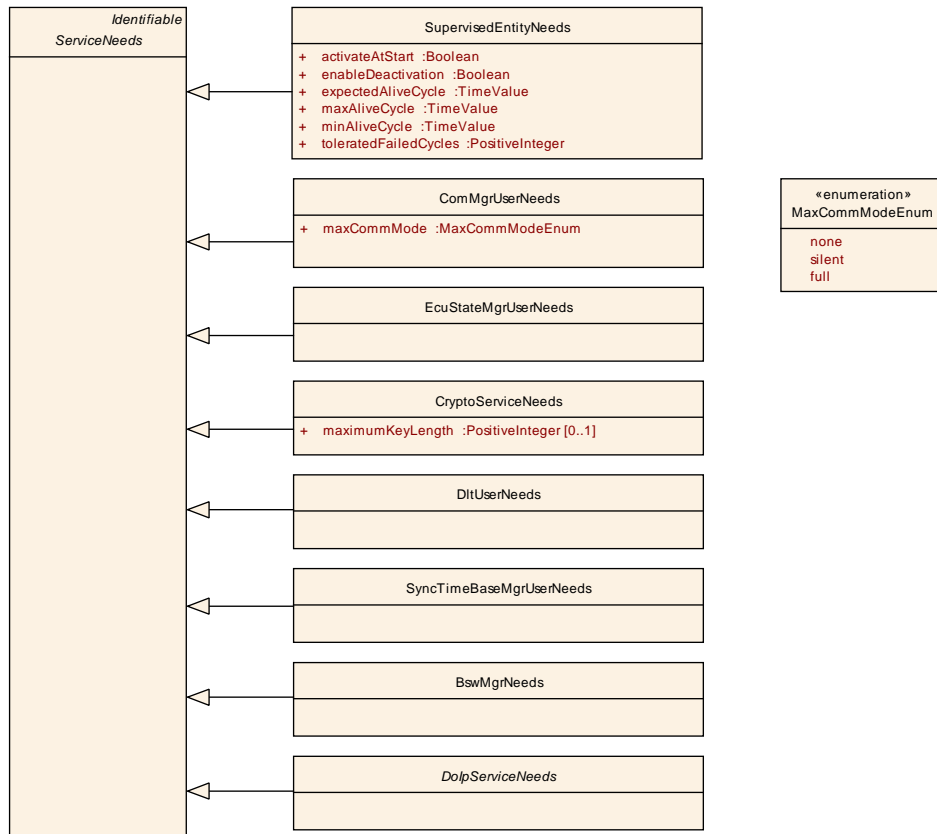 Identifiable
ServiceNeeds
SupervisedEntityNeeds
+ activateAtStart :Boolean
+ enableDeactivation :Boolean
+ expectedAliveCycle :TimeValue
+ maxAliveCycle :TimeValue
+ minAliveCycle :TimeValue
+ toleratedFailedCycles :PositiveInteger
ComMgrUserNeeds
+ maxCommMode :MaxCommModeEnum
«enumeration»
MaxCommModeEnum
none
silent
full
EcuStateMgrUserNeeds
CryptoServiceNeeds
+ maximumKeyLength :PositiveInteger [0..1]
DltUserNeeds
SyncTimeBaseMgrUserNeeds
BswMgrNeeds
DoIpServiceNeeds